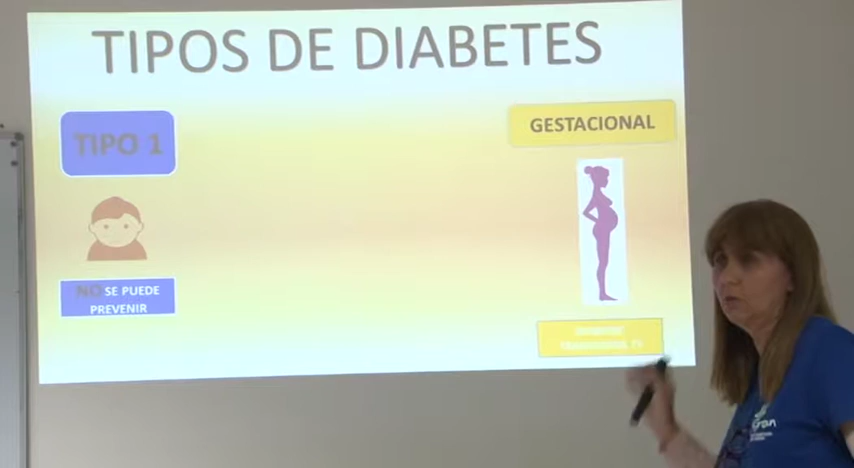 TIPOS DE DIABETES
TIPO 1
GESTACIONAL
NO SE PUEDE
PREVENIR